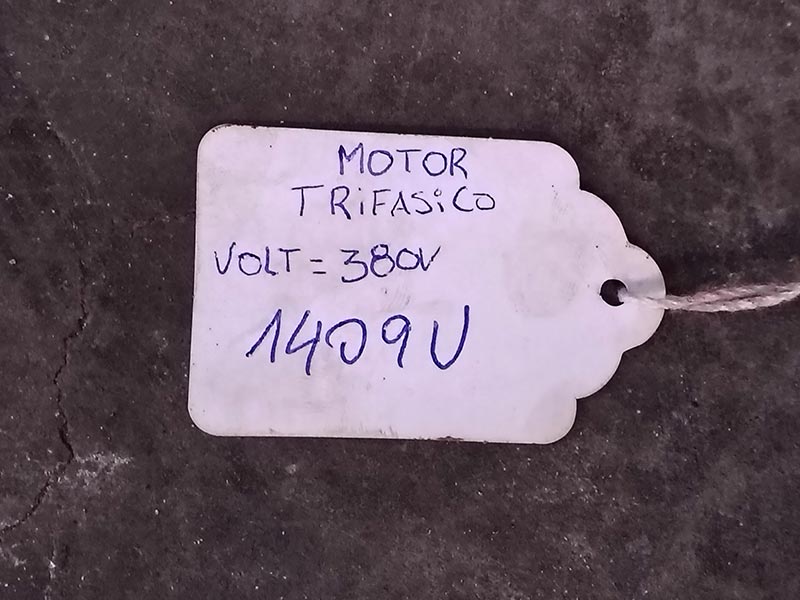 MOTOR
TRiFASiCO
VOLT = 380V
1409U